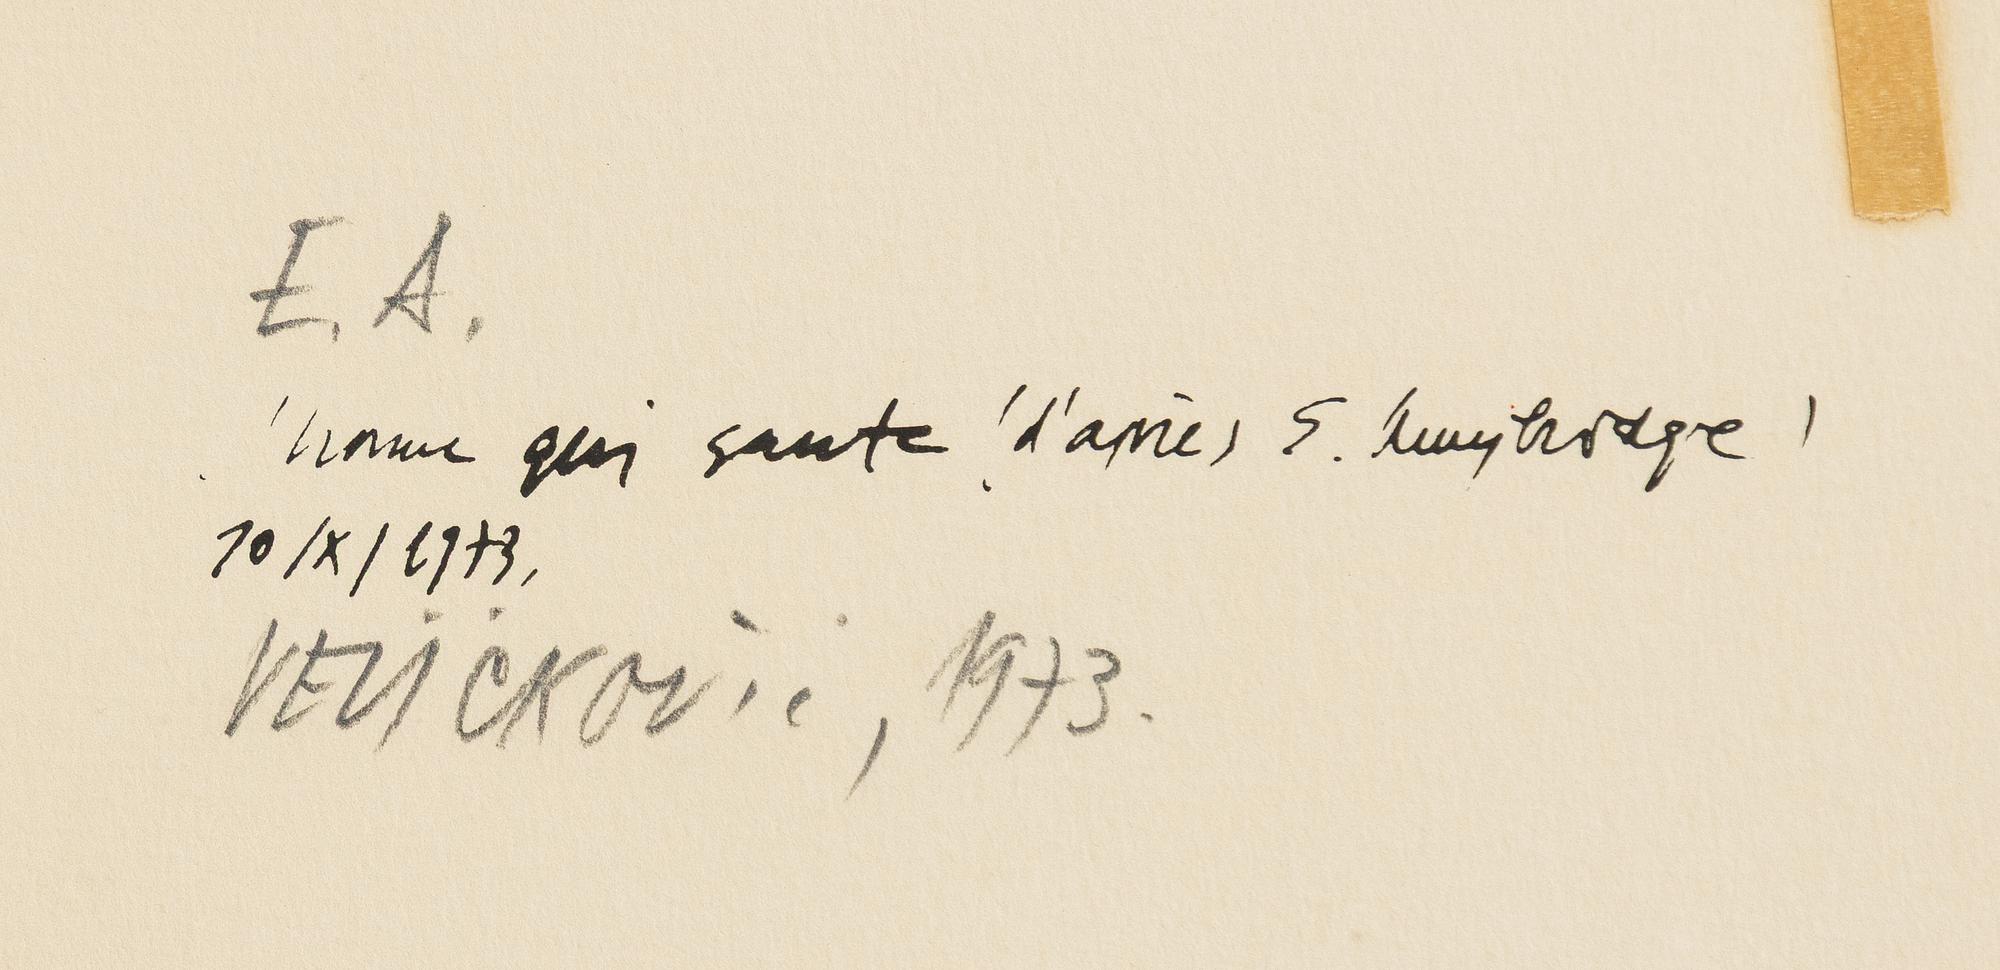 E. A.
'homme qui saute (d'après E. Muybridge)
10/X/1973,
VELIČKOVIĆ, 1973.